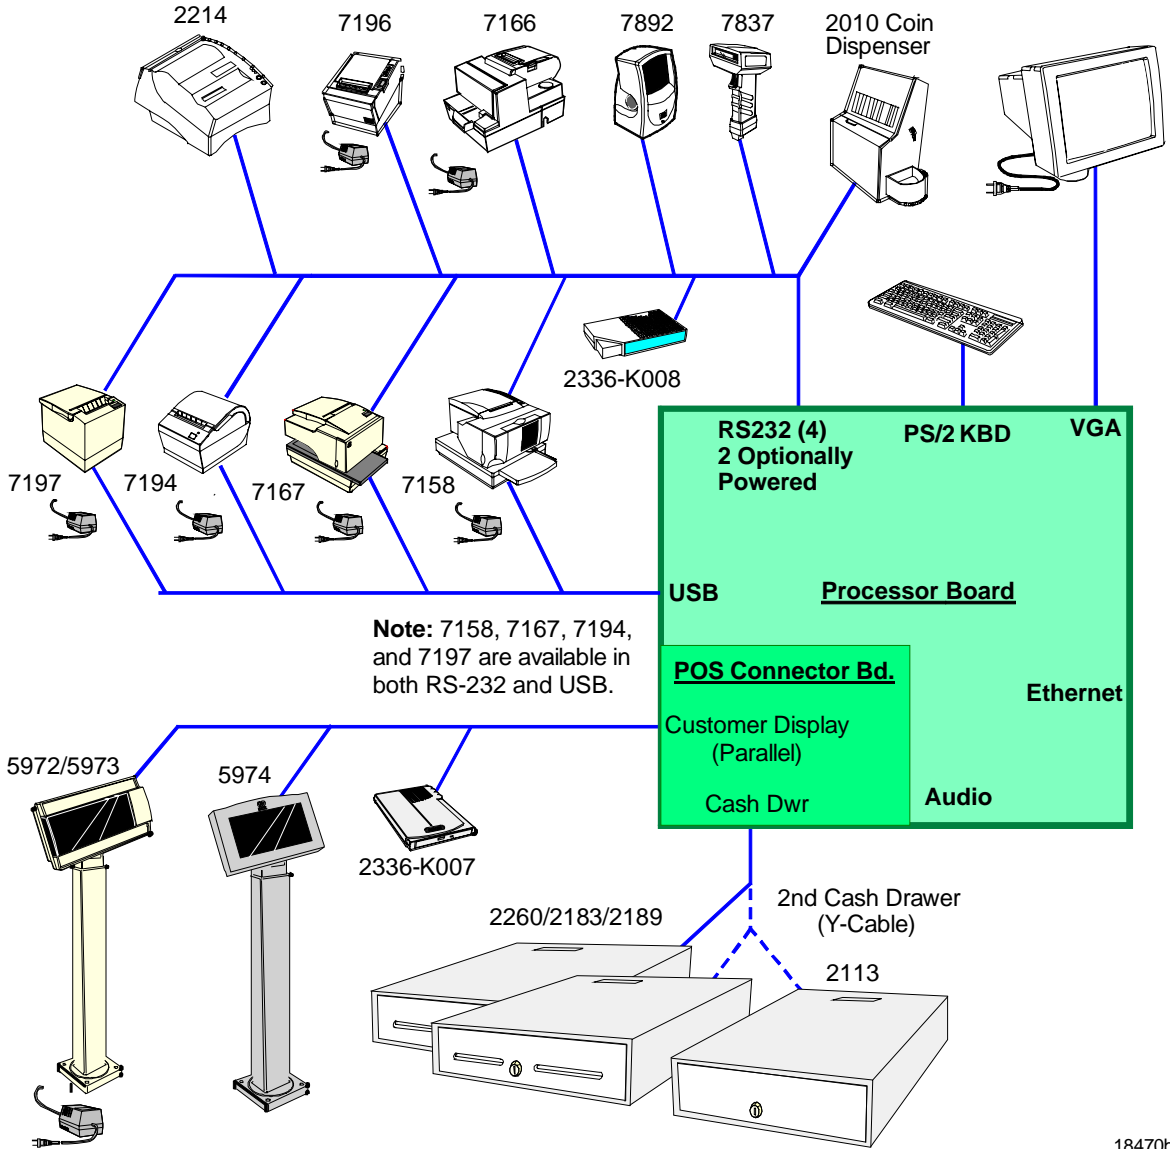 2214
7196
7166
7892
7837
2010 Coin
Dispenser
2336-K008
7197
7194
7167
7158
RS232 (4)
2 Optionally
Powered
PS/2 KBD
VGA
USB
Processor Board
Note: 7158, 7167, 7194,
and 7197 are available in
both RS-232 and USB.
POS Connector Bd.
Ethernet
Customer Display
(Parallel)
Cash Dwr
Audio
5972/5973
5974
2336-K007
2260/2183/2189
2nd Cash Drawer
(Y-Cable)
2113
18470b